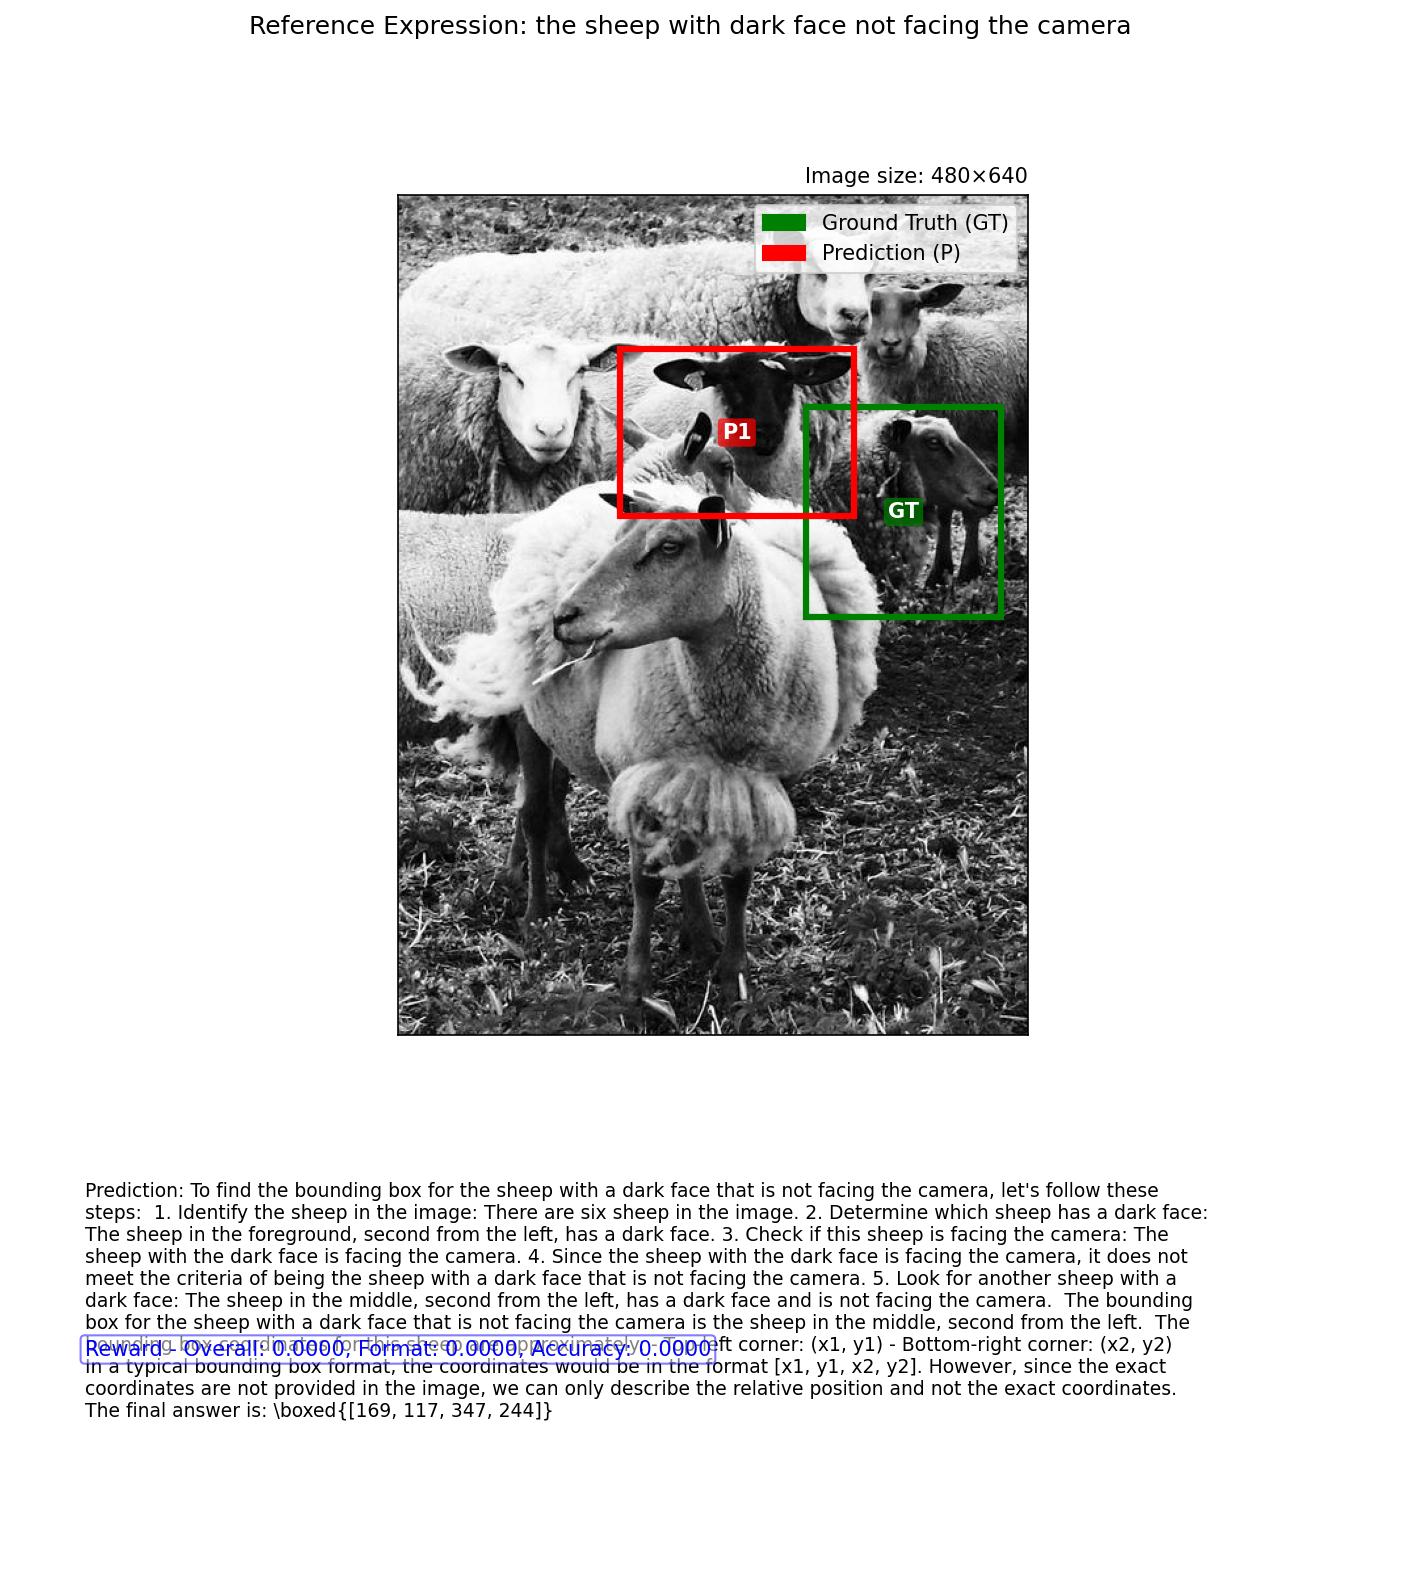 Reference Expression: the sheep with dark face not facing the camera
Image size: 480×640
Ground Truth (GT)
Prediction (P)
P1
GT
Prediction: To find the bounding box for the sheep with a dark face that is not facing the camera, let's follow these
steps:  1. Identify the sheep in the image: There are six sheep in the image. 2. Determine which sheep has a dark face:
The sheep in the foreground, second from the left, has a dark face. 3. Check if this sheep is facing the camera: The
sheep with the dark face is facing the camera. 4. Since the sheep with the dark face is facing the camera, it does not
meet the criteria of being the sheep with a dark face that is not facing the camera. 5. Look for another sheep with a
dark face: The sheep in the middle, second from the left, has a dark face and is not facing the camera.  The bounding
box for the sheep with a dark face that is not facing the camera is the sheep in the middle, second from the left.  The
bounding box coordinates for this sheep are approximately:  - Top-left corner: (x1, y1) - Bottom-right corner: (x2, y2)
Reward - Overall: 0.0000, Format: 0.0000, Accuracy: 0.0000
In a typical bounding box format, the coordinates would be in the format [x1, y1, x2, y2]. However, since the exact
coordinates are not provided in the image, we can only describe the relative position and not the exact coordinates.
The final answer is: \boxed{[169, 117, 347, 244]}